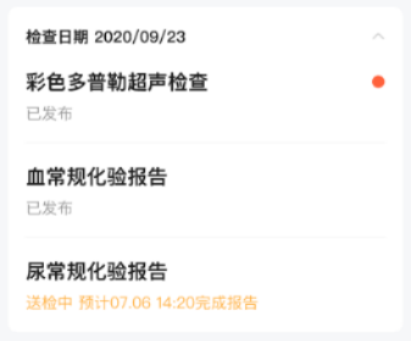 检查日期 2020/09/23
彩色多普勒超声检查
已发布
血常规化验报告
已发布
尿常规化验报告
送检中 预计07.06 14:20完成报告